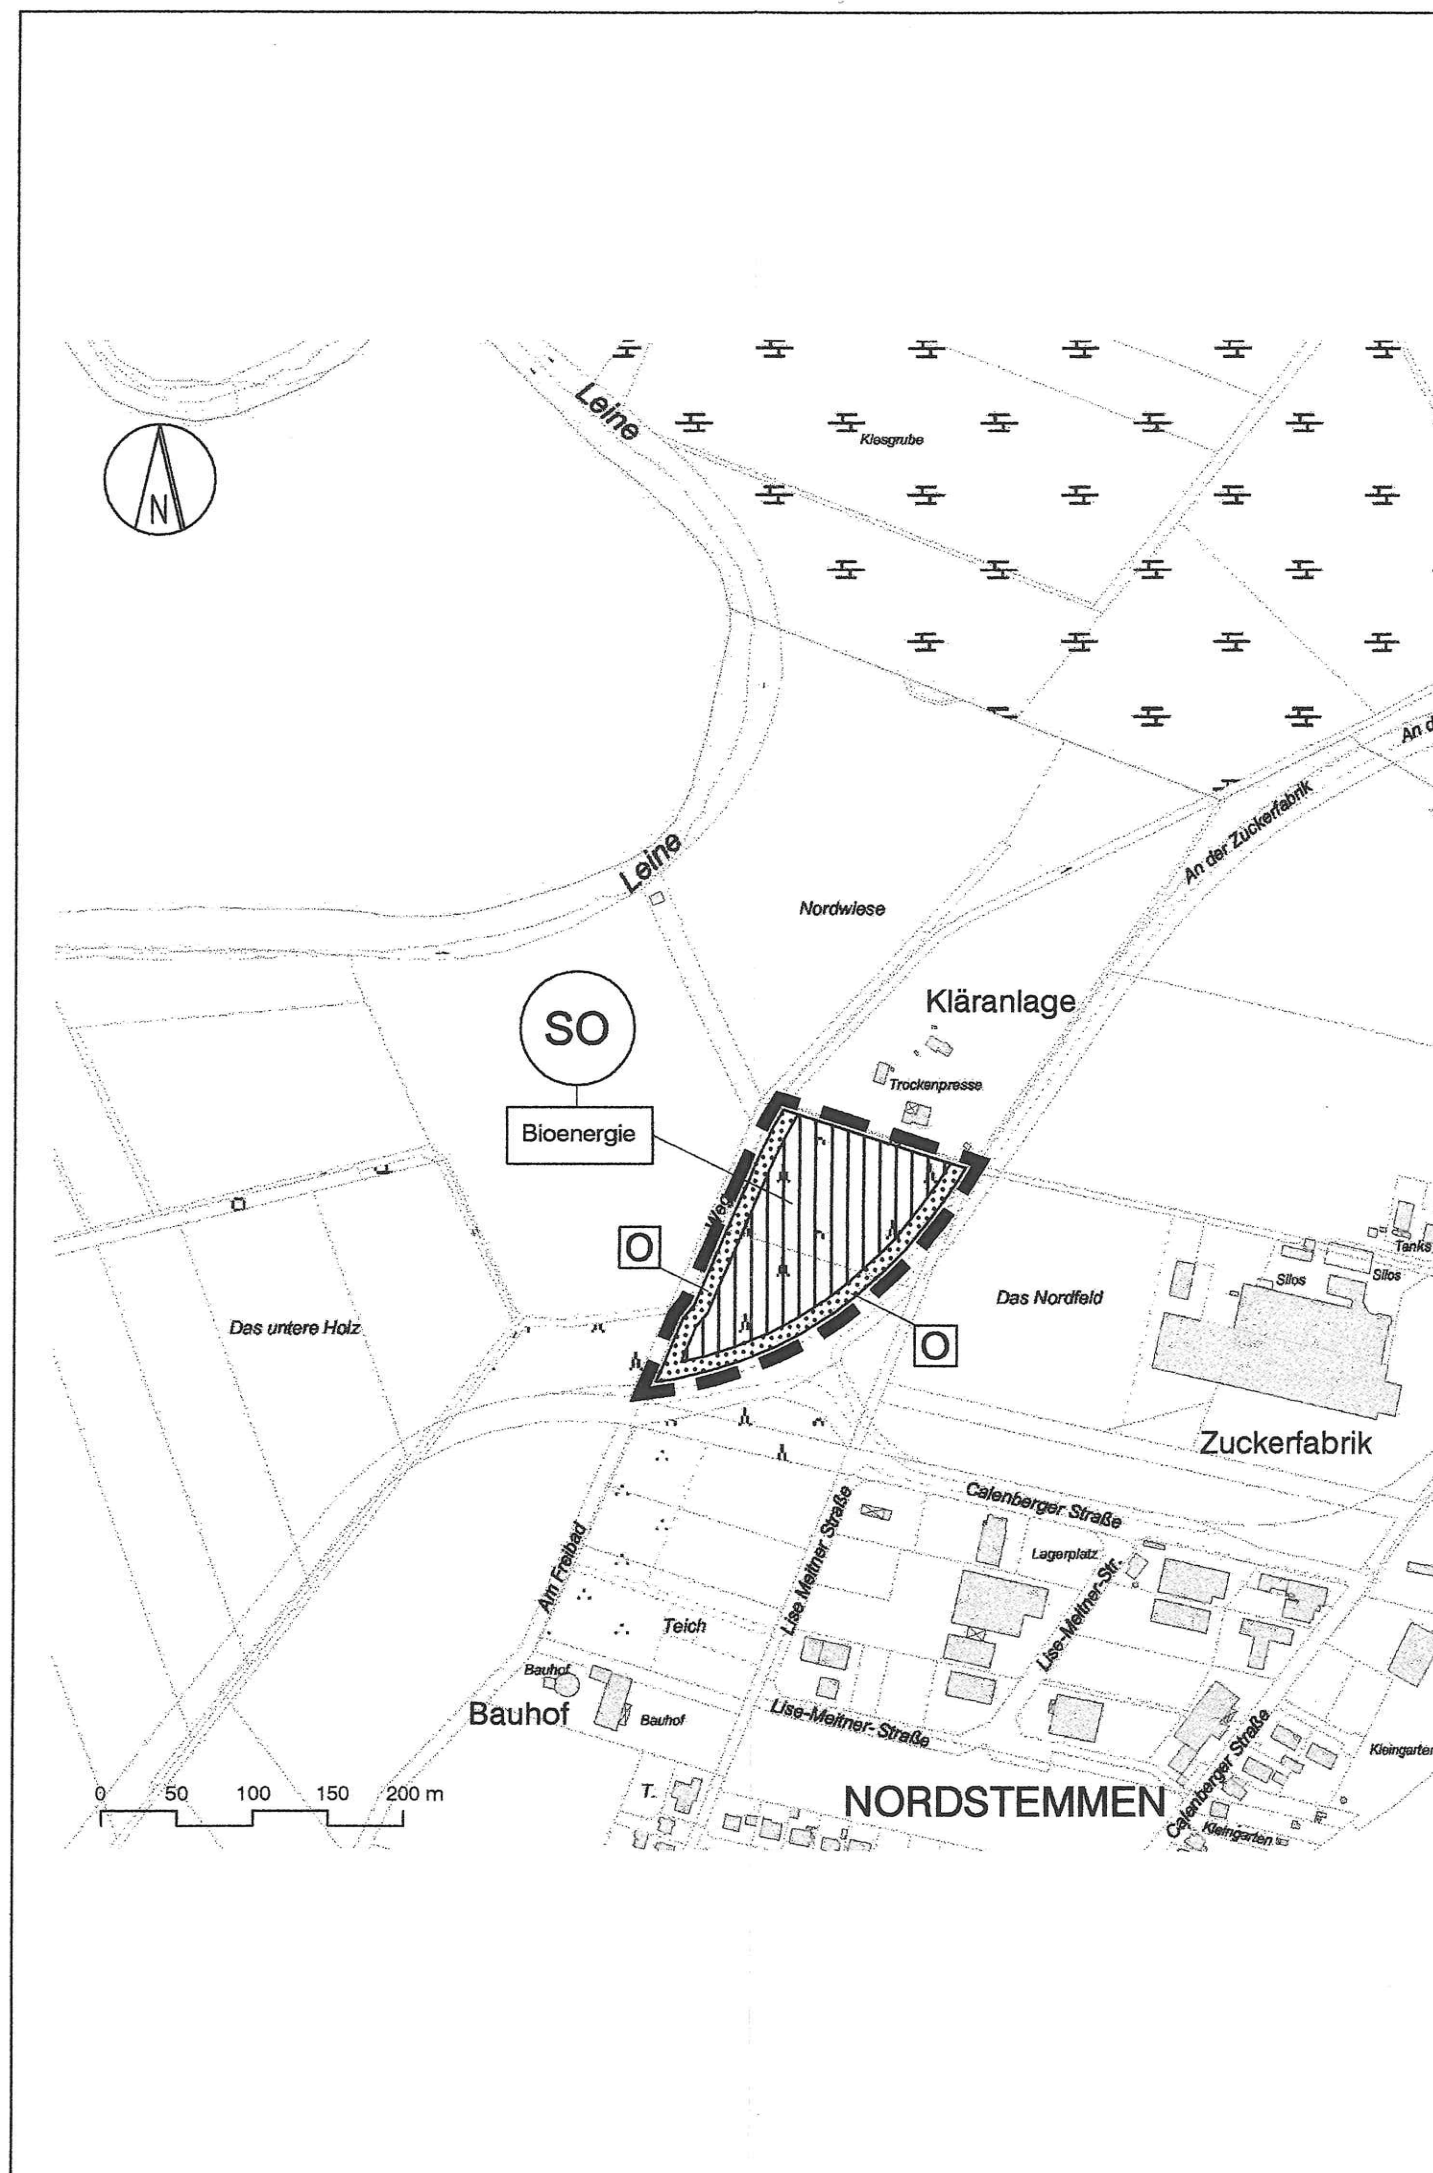 Leine
Kiesgrube
N
An d
An der Zuckerfabrik
Leine
Nordwiese
Kläranlage
SO
Trockenpresse
Bioenergie
Weg
O
Tanks
Silos
Silos
Das Nordfeld
Das untere Holz
O
Zuckerfabrik
Calenberger Straße
Lise Meitner Straße
Lagerplatz
Am Freibad
Lise-Meitner-Str.
Teich
Bauhof
Bauhof
Bauhof
Lise-Meitner-Straße
Calenberger Straße
Kleingarten
0 50 100 150 200 m
T.
NORDSTEMMEN
Kleingarten